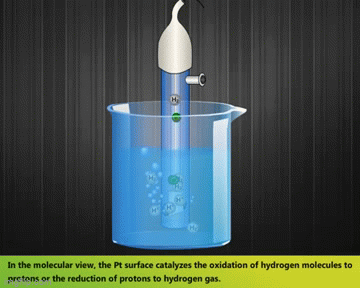 H₂
In the molecular view, the Pt surface catalyzes the oxidation of hydrogen molecules to
protons or the reduction of protons to hydrogen gas.